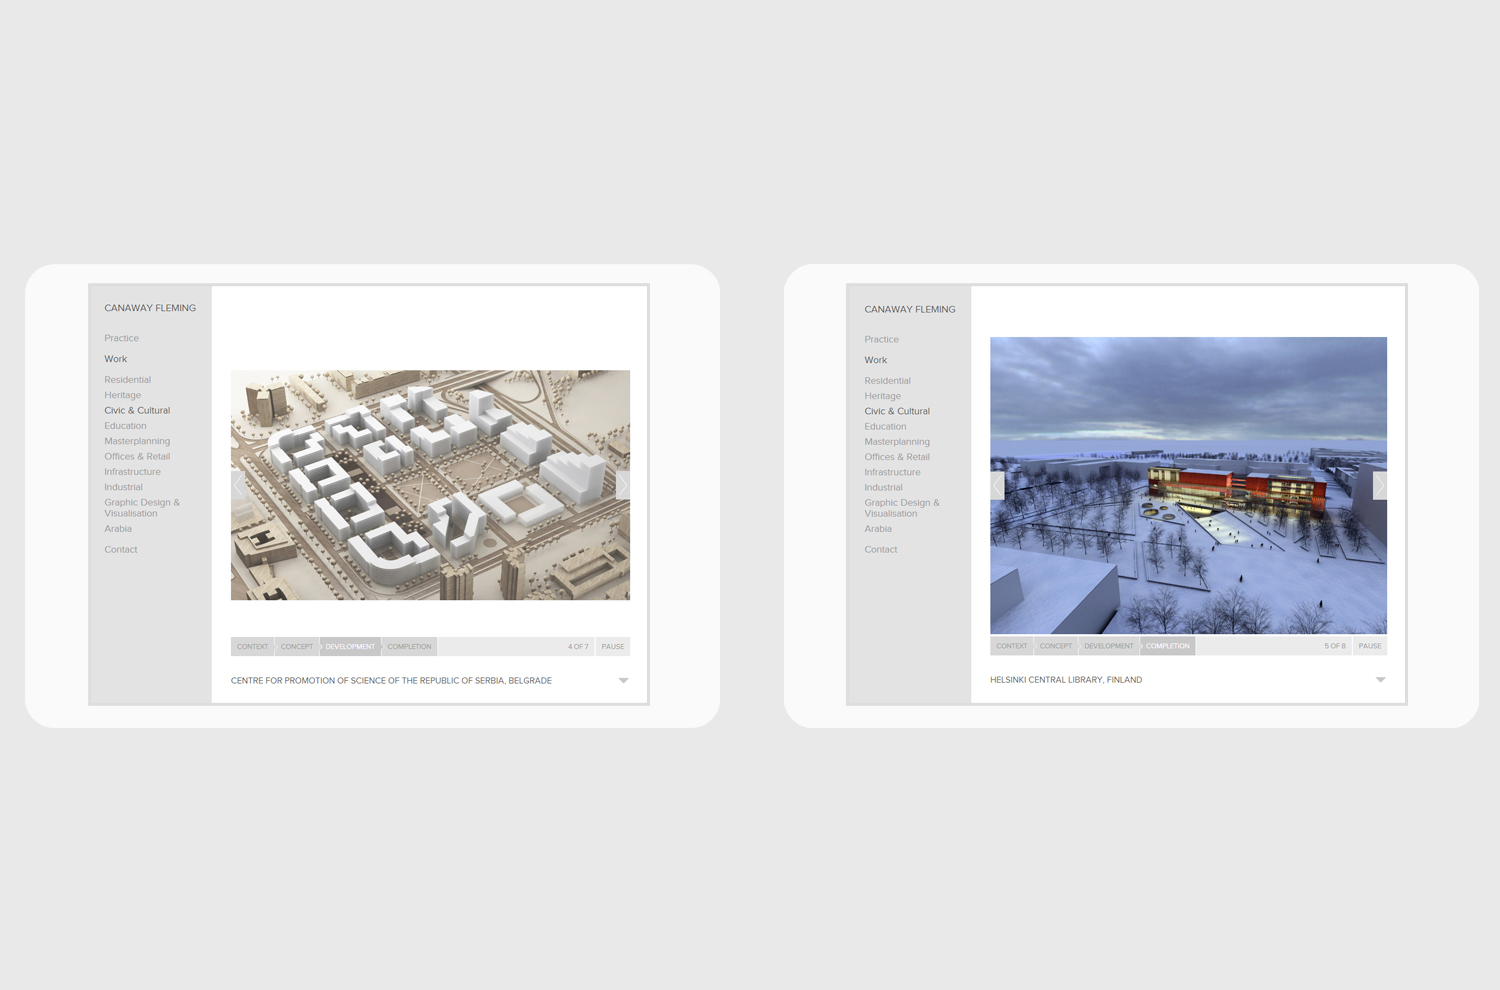 CANAWAY FLEMING
Practice
Work
Residential
Heritage
Civic & Cultural
Education
Masterplanning
Offices & Retail
Infrastructure
Industrial
Graphic Design &
Visualisation
Arabia
Contact
CONTEXT
CONCEPT
DEVELOPMENT
COMPLETION
4 OF 7
PAUSE
CENTRE FOR PROMOTION OF SCIENCE OF THE REPUBLIC OF SERBIA, BELGRADE
CANAWAY FLEMING
Practice
Work
Residential
Heritage
Civic & Cultural
Education
Masterplanning
Offices & Retail
Infrastructure
Industrial
Graphic Design &
Visualisation
Arabia
Contact
CONTEXT
CONCEPT
DEVELOPMENT
COMPLETION
5 OF 8
PAUSE
HELSINKI CENTRAL LIBRARY, FINLAND